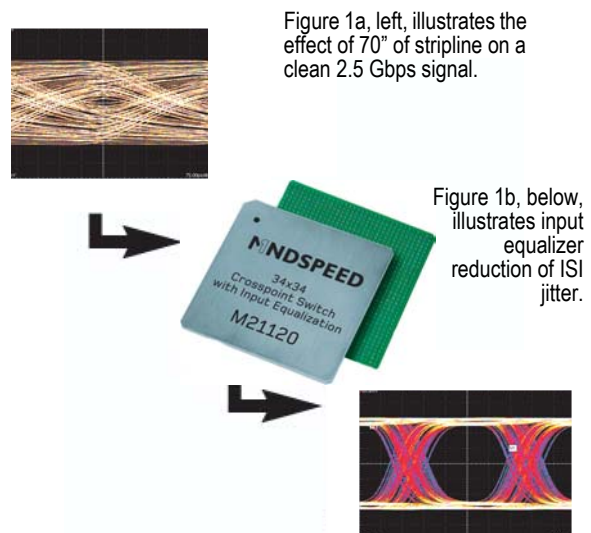 Figure 1a, left, illustrates the
effect of 70” of stripline on a
clean 2.5 Gbps signal.
Figure 1b, below,
illustrates input
equalizer
reduction of ISI
jitter.
MNDSPEED
34x34
Crosspoint Switch
with Input Equalization
M21120